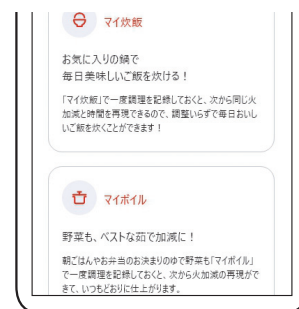 マイ炊飯
お気に入りの鍋で
毎日美味しいご飯を炊ける！
「マイ炊飯」で一度調理を記録しておくと、次から同じ火
加減と時間を再現できるので、調整いらずで毎日おいし
いご飯を炊くことができます！
マイボイル
野菜も、ベストな茹で加減に！
朝ごはんやお弁当のお決まりのゆで野菜も「マイボイル」
で一度調理を記録しておくと、次から火加減の再現がで
きて、いつもどおりに仕上がります。